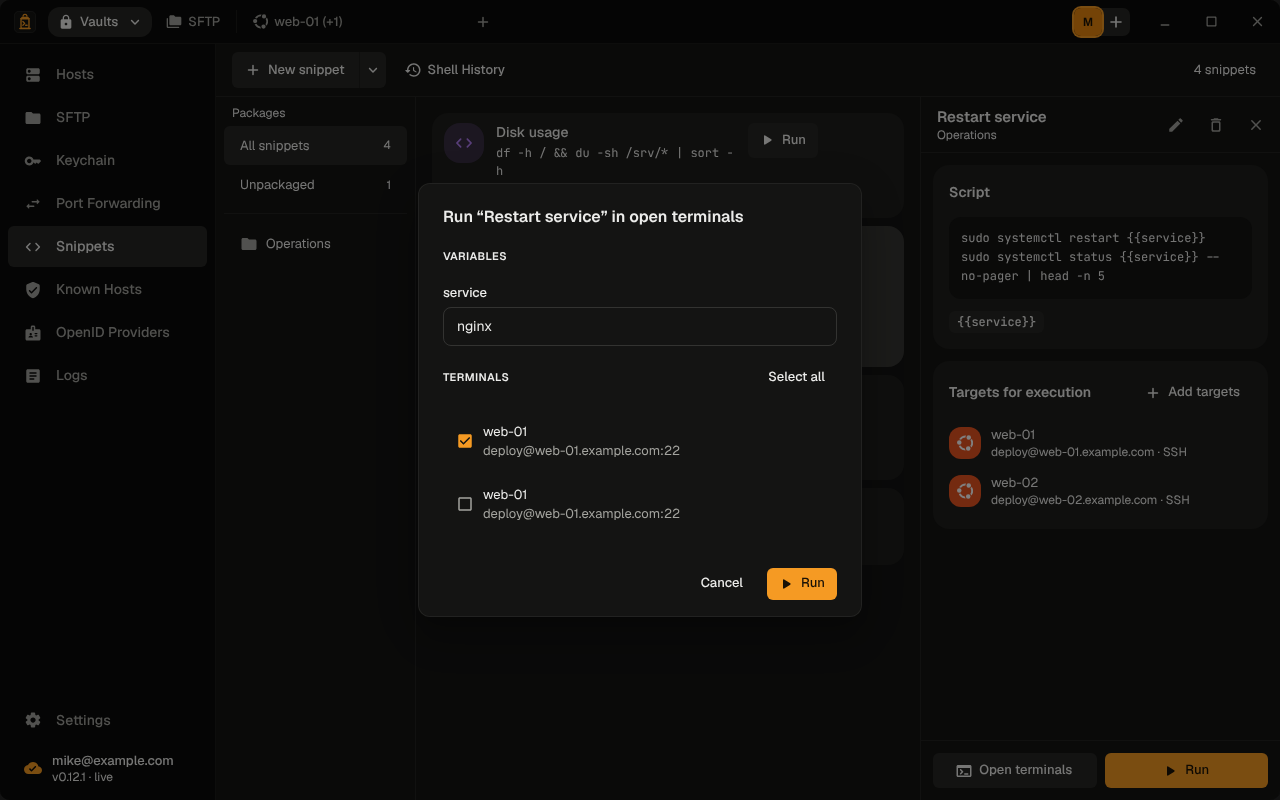 Vaults
SFTP
web-01 (+1)
M
Hosts
SFTP
Keychain
Port Forwarding
Snippets
Known Hosts
OpenID Providers
Logs
Settings
mike@example.com
v0.12.1 · live
New snippet
Shell History
4 snippets
Packages
All snippets 4
Unpackaged 1
Operations
Disk usage
df -h / && du -sh /srv/* | sort -
h
Run
Run “Restart service” in open terminals
VARIABLES
service
nginx
TERMINALS
Select all
web-01
deploy@web-01.example.com:22
web-01
deploy@web-01.example.com:22
Cancel
Run
Restart service
Operations
Script
sudo systemctl restart {{service}}
sudo systemctl status {{service}} --
no-pager | head -n 5
{{service}}
Targets for execution
Add targets
web-01
deploy@web-01.example.com · SSH
web-02
deploy@web-02.example.com · SSH
Open terminals
Run